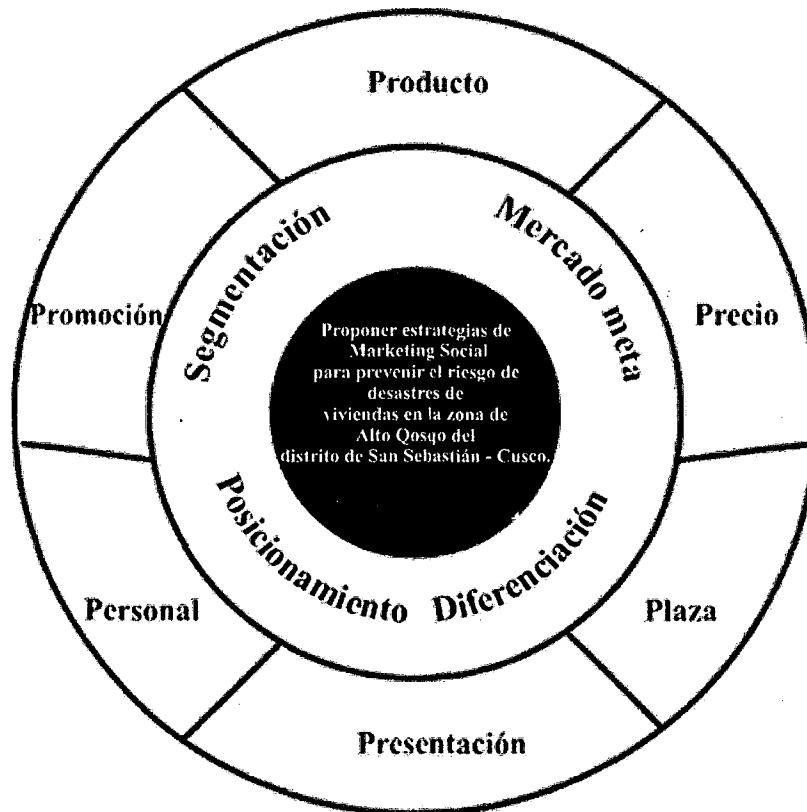 Producto
Segmentación
Mercado meta
Promoción
Precio
Proponer estrategias de
Marketing Social
para prevenir el riesgo de
desastres de
viviendas en la zona de
Alto Qosqo del
distrito de San Sebastián - Cusco.
Posicionamiento
Diferenciación
Personal
Plaza
Presentación